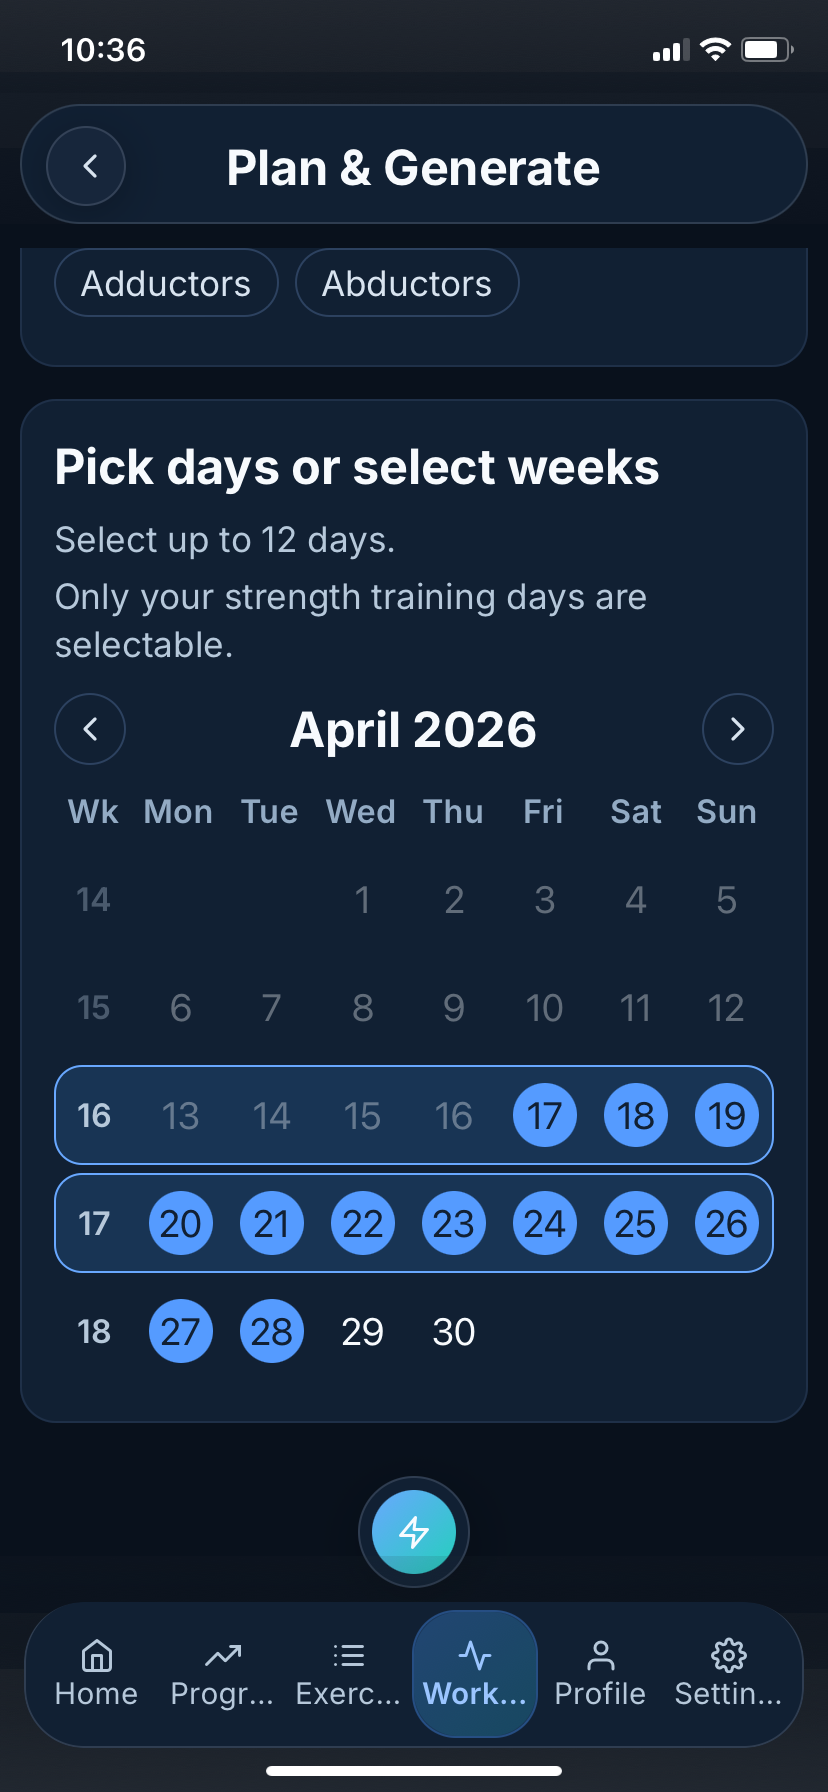 10:36
Plan & Generate
Adductors Abductors
Pick days or select weeks
Select up to 12 days.
Only your strength training days are
selectable.
April 2026
Wk Mon Tue Wed Thu Fri Sat Sun
14 1 2 3 4 5
15 6 7 8 9 10 11 12
16 13 14 15 16 17 18 19
17 20 21 22 23 24 25 26
18 27 28 29 30
Home Progr... Exerc... Work... Profile Settin...